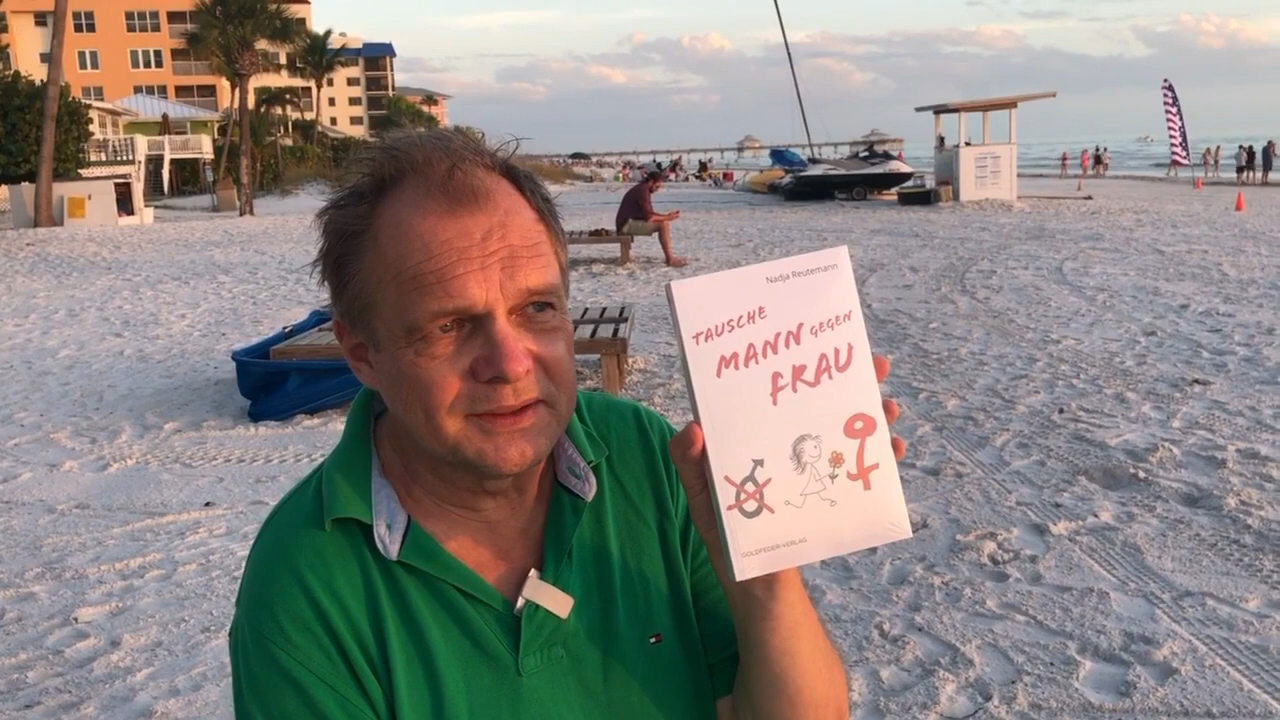 Nadja Reutemann
TAUSCHE
MANN GEGEN
FRAU
GOLDFEDER-VERLAG